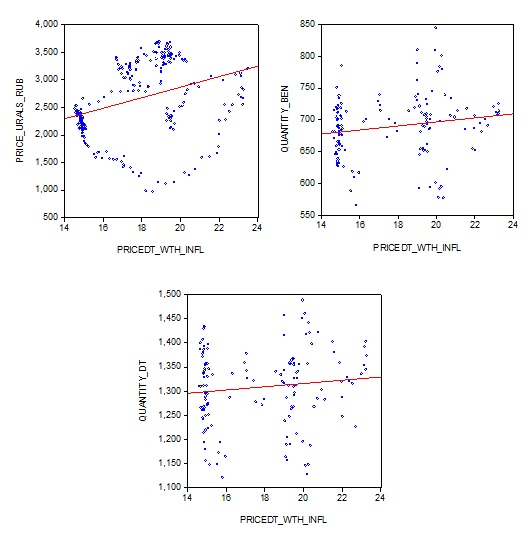 4,000
3,500
3,000
2,500
2,000
1,500
1,000
500
PRICE_URALS_RUB
14 16 18 20 22 24
PRICEDT_WTH_INFL
850
800
750
700
650
600
550
QUANTITY_BEN
14 16 18 20 22 24
PRICEDT_WTH_INFL
1,500
1,450
1,400
1,350
1,300
1,250
1,200
1,150
1,100
QUANTITY_DT
14 16 18 20 22 24
PRICEDT_WTH_INFL